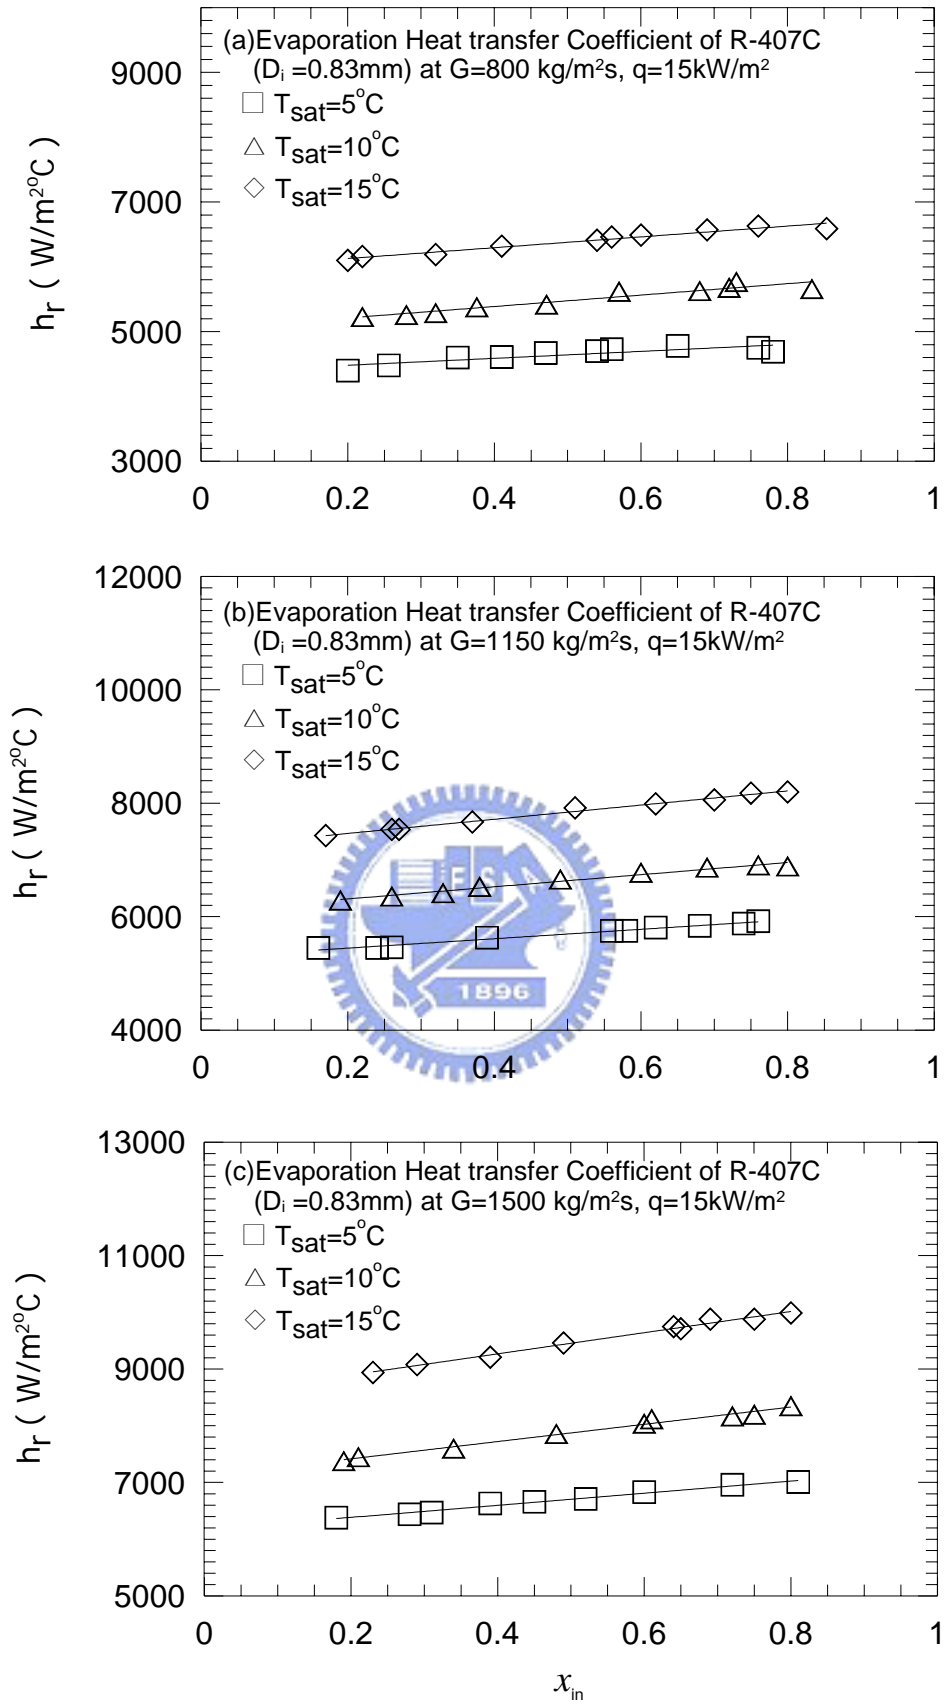 (a)Evaporation Heat transfer Coefficient of R-407C
(Di =0.83mm) at G=800 kg/m²s, q=15kW/m²
Tsat=5°C
Tsat=10°C
Tsat=15°C
9000
7000
5000
3000
hr ( W/m²°C )
0 0.2 0.4 0.6 0.8 1
(b)Evaporation Heat transfer Coefficient of R-407C
(Di =0.83mm) at G=1150 kg/m²s, q=15kW/m²
Tsat=5°C
Tsat=10°C
Tsat=15°C
12000
10000
8000
6000
4000
hr ( W/m²°C )
E S A
1896
0 0.2 0.4 0.6 0.8 1
(c)Evaporation Heat transfer Coefficient of R-407C
(Di =0.83mm) at G=1500 kg/m²s, q=15kW/m²
Tsat=5°C
Tsat=10°C
Tsat=15°C
13000
11000
9000
7000
5000
hr ( W/m²°C )
0 0.2 0.4 0.6 0.8 1
xin